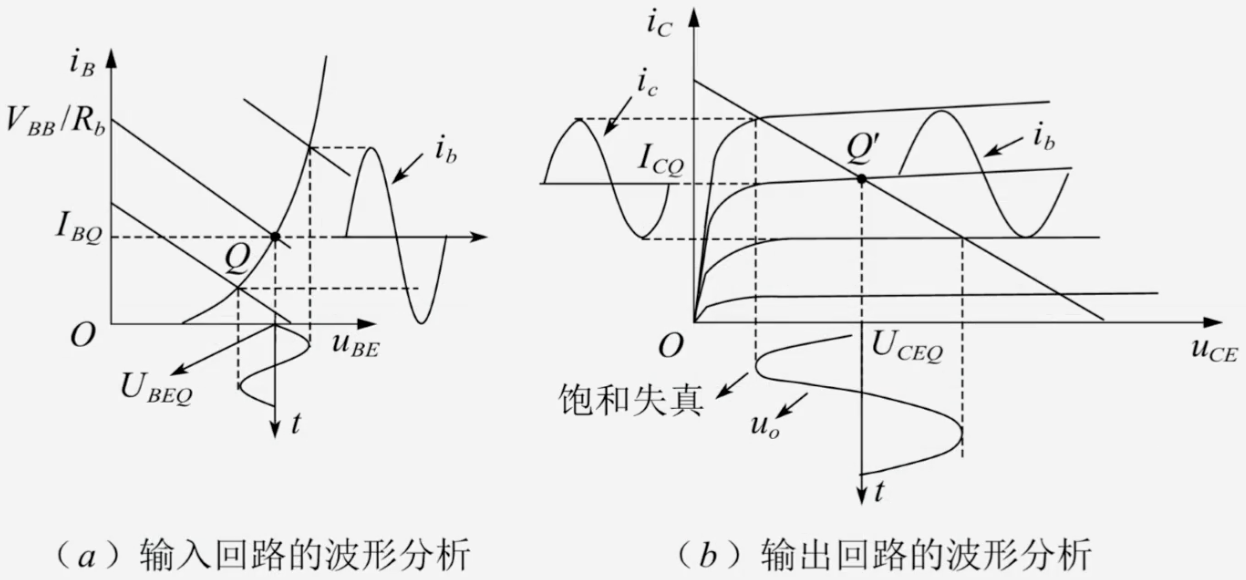 i_B
V_BB/R_b
i_b
I_BQ
Q
O
u_BE
U_BEQ
t
(a)输入回路的波形分析
i_C
i_c
I_CQ
Q′
i_b
O
U_CEQ
u_CE
饱和失真
u_o
t
(b)输出回路的波形分析